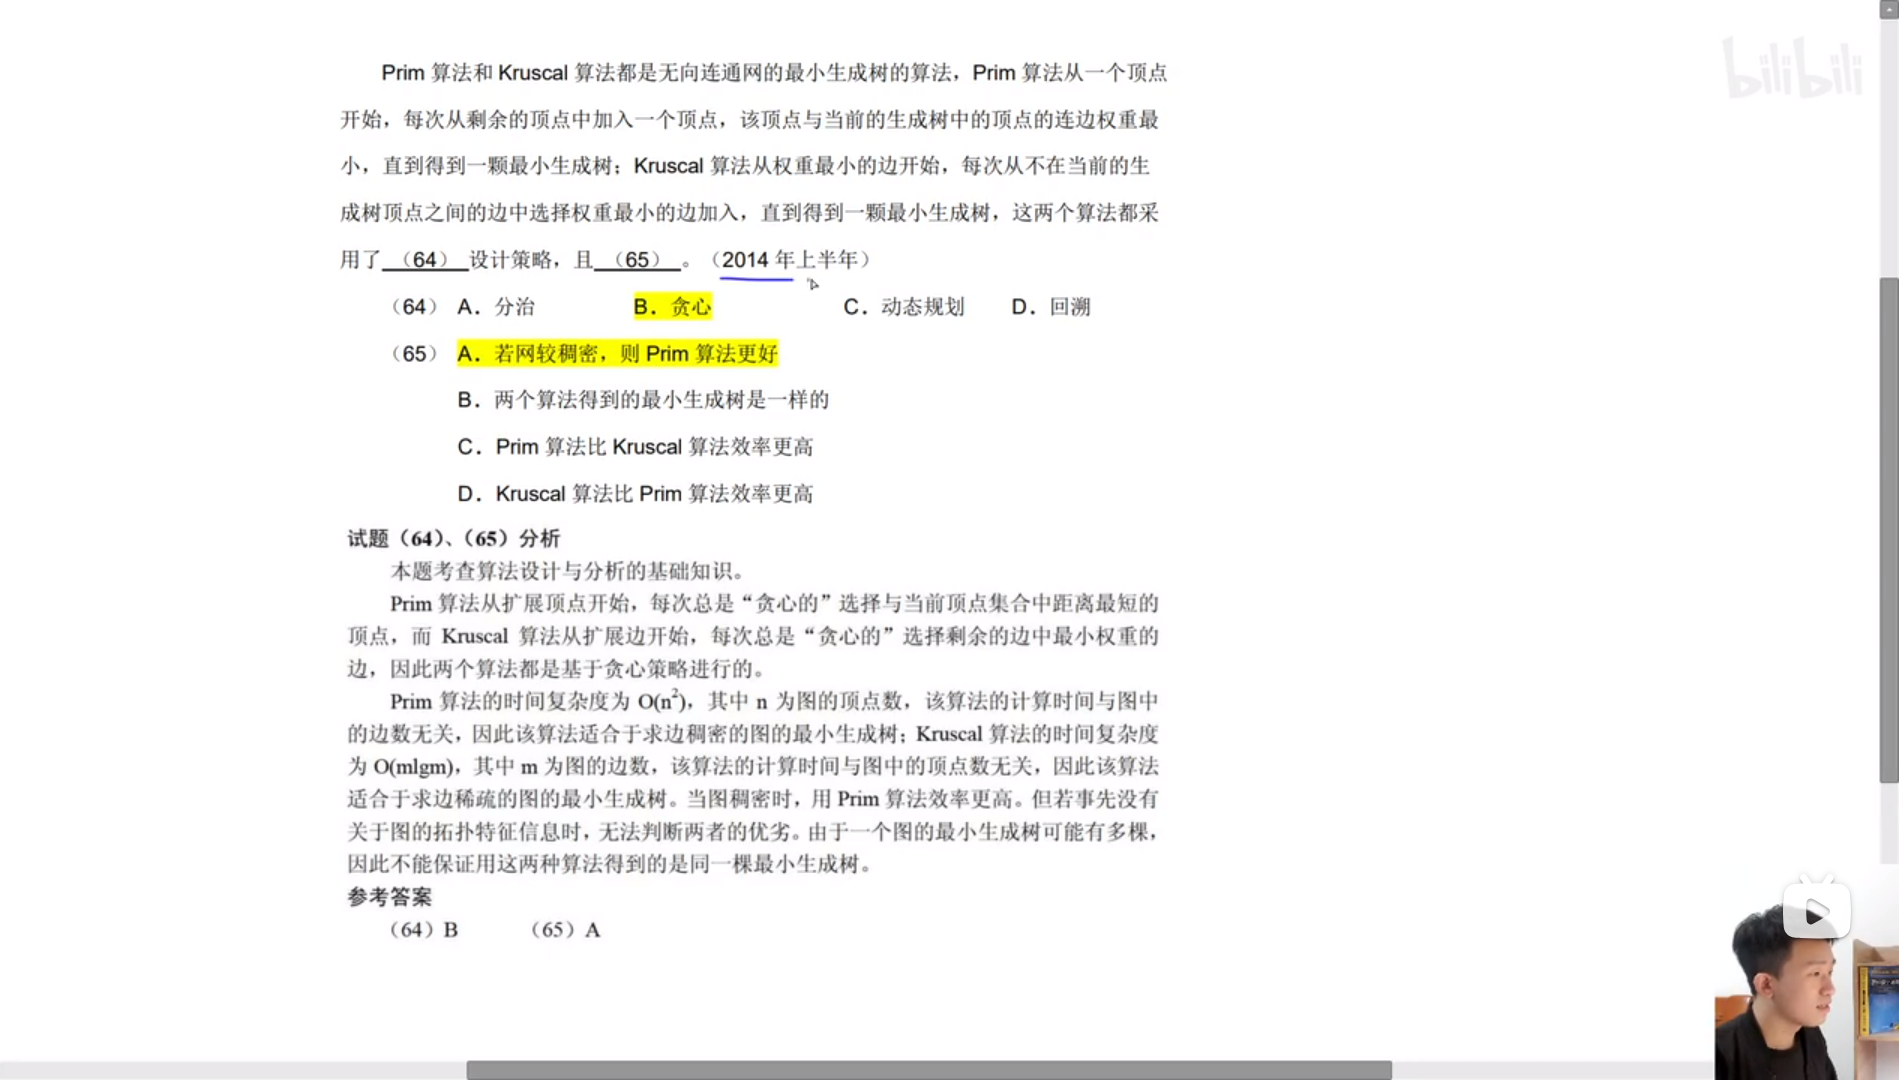 bilibili
Prim 算法和 Kruscal 算法都是无向连通网的最小生成树的算法，Prim 算法从一个顶点
开始，每次从剩余的顶点中加入一个顶点，该顶点与当前的生成树中的顶点的连边权重最
小，直到得到一颗最小生成树；Kruscal 算法从权重最小的边开始，每次从不在当前的生
成树顶点之间的边中选择权重最小的边加入，直到得到一颗最小生成树，这两个算法都采
用了 （64） 设计策略，且 （65） 。（2014 年上半年）
（64） A．分治 B．贪心 C．动态规划 D．回溯
（65） A．若网较稠密，则 Prim 算法更好
B．两个算法得到的最小生成树是一样的
C．Prim 算法比 Kruscal 算法效率更高
D．Kruscal 算法比 Prim 算法效率更高
试题（64）、（65）分析
本题考查算法设计与分析的基础知识。
Prim 算法从扩展顶点开始，每次总是“贪心的”选择与当前顶点集合中距离最短的
顶点，而 Kruscal 算法从扩展边开始，每次总是“贪心的”选择剩余的边中最小权重的
边，因此两个算法都是基于贪心策略进行的。
Prim 算法的时间复杂度为 O(n²)，其中 n 为图的顶点数，该算法的计算时间与图中
的边数无关，因此该算法适合于求边稠密的图的最小生成树；Kruscal 算法的时间复杂度
为 O(mlgm)，其中 m 为图的边数，该算法的计算时间与图中的顶点数无关，因此该算法
适合于求边稀疏的图的最小生成树。当图稠密时，用 Prim 算法效率更高。但若事先没有
关于图的拓扑特征信息时，无法判断两者的优劣。由于一个图的最小生成树可能有多棵，
因此不能保证用这两种算法得到的是同一棵最小生成树。
参考答案
（64）B （65）A